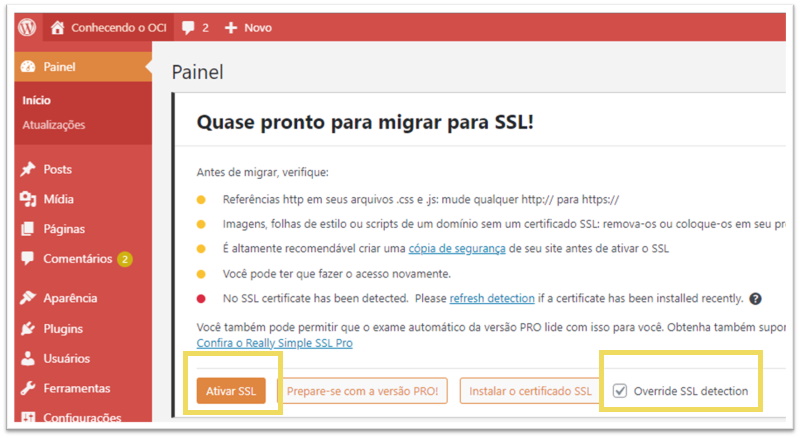 Conhecendo o OCI 2 Novo
Painel
Início
Atualizações
Posts
Mídia
Páginas
Comentários 2
Aparência
Plugins
Usuários
Ferramentas
Configurações
Painel
Quase pronto para migrar para SSL!
Antes de migrar, verifique:
Referências http em seus arquivos .css e .js: mude qualquer http:// para https://
Imagens, folhas de estilo ou scripts de um domínio sem um certificado SSL: remova-os ou coloque-os em seu pr
É altamente recomendável criar uma cópia de segurança de seu site antes de ativar o SSL
Você pode ter que fazer o acesso novamente.
No SSL certificate has been detected. Please refresh detection if a certificate has been installed recently. ?
Você também pode permitir que o exame automático da versão PRO lide com isso para você. Obtenha também supor
Confira o Really Simple SSL Pro
Ativar SSL Prepare-se com a versão PRO! Instalar o certificado SSL Override SSL detection